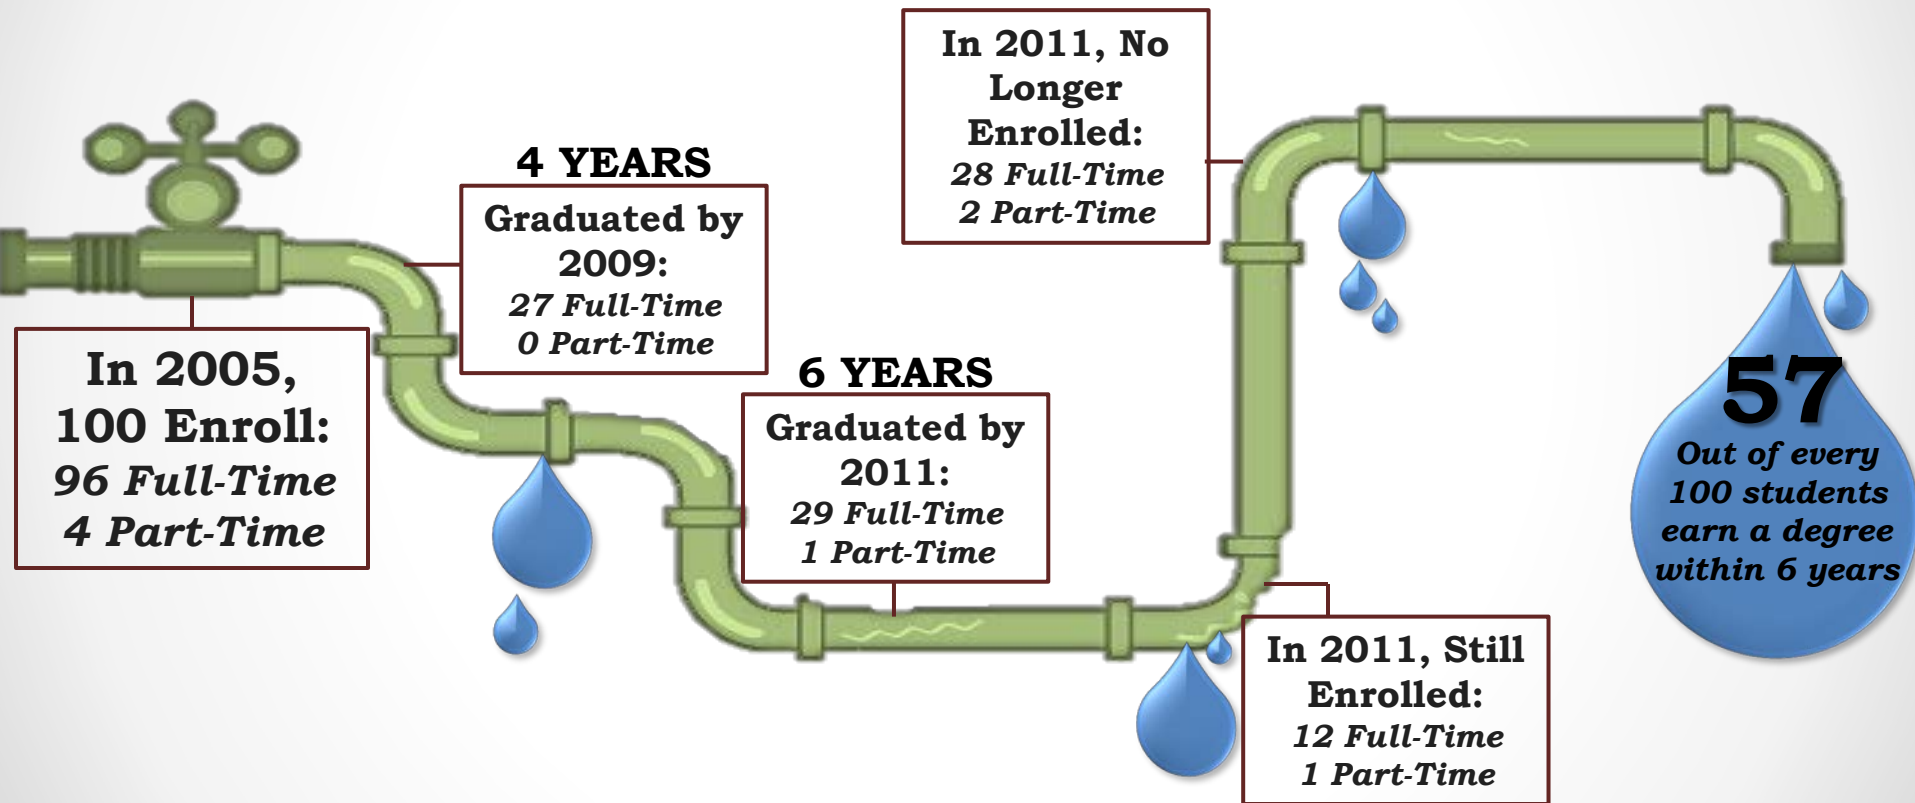 In 2005,
100 Enroll:
96 Full-Time
4 Part-Time
4 YEARS
Graduated by
2009:
27 Full-Time
0 Part-Time
6 YEARS
Graduated by
2011:
29 Full-Time
1 Part-Time
In 2011, Still
Enrolled:
12 Full-Time
1 Part-Time
In 2011, No
Longer
Enrolled:
28 Full-Time
2 Part-Time
57
Out of every
100 students
earn a degree
within 6 years